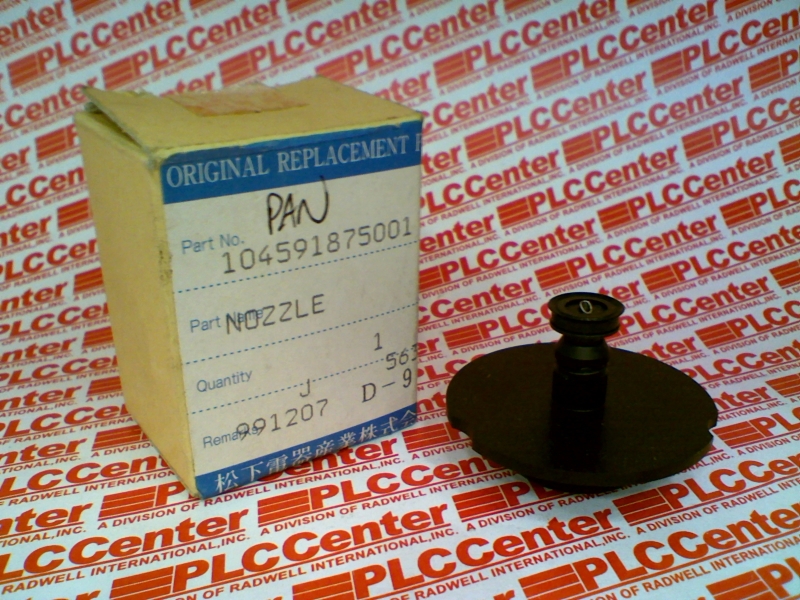 ORIGINAL REPLACEMENT P
PAN
Part No. 104591875001
Part Name NOZZLE
Quantity 1
J 563
Remarks 991207 D-9
松下電器産業株式会
0
PLCCenter
A DIVISION OF RADWELL INTERNATIONAL, INC.